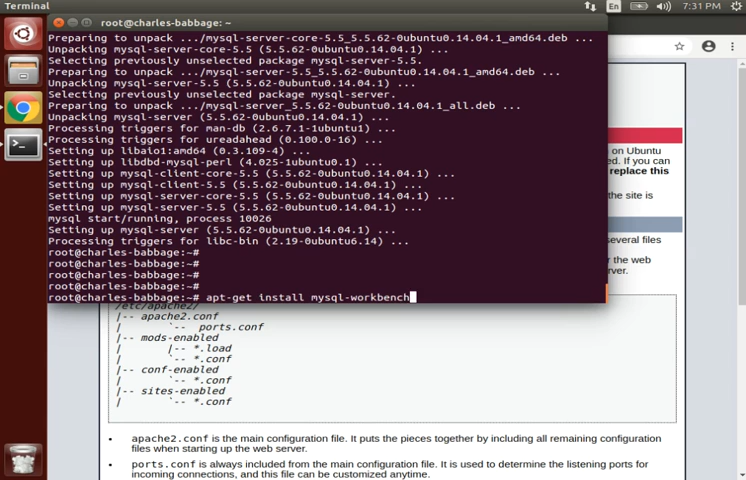 Terminal
En
7:31 PM
root@charles-babbage: ~
Preparing to unpack .../mysql-server-core-5.5_5.5.62-0ubuntu0.14.04.1_amd64.deb ...
Unpacking mysql-server-core-5.5 (5.5.62-0ubuntu0.14.04.1) ...
Selecting previously unselected package mysql-server-5.5.
Preparing to unpack .../mysql-server-5.5_5.5.62-0ubuntu0.14.04.1_amd64.deb ...
Unpacking mysql-server-5.5 (5.5.62-0ubuntu0.14.04.1) ...
Selecting previously unselected package mysql-server.
Preparing to unpack .../mysql-server_5.5.62-0ubuntu0.14.04.1_all.deb ...
Unpacking mysql-server (5.5.62-0ubuntu0.14.04.1) ...
Processing triggers for man-db (2.6.7.1-1ubuntu1) ...
Processing triggers for ureadahead (0.100.0-16) ...
Setting up libaio1:amd64 (0.3.109-4) ...
Setting up libdbd-mysql-perl (4.025-1ubuntu0.1) ...
Setting up mysql-client-core-5.5 (5.5.62-0ubuntu0.14.04.1) ...
Setting up mysql-client-5.5 (5.5.62-0ubuntu0.14.04.1) ...
Setting up mysql-server-core-5.5 (5.5.62-0ubuntu0.14.04.1) ...
Setting up mysql-server-5.5 (5.5.62-0ubuntu0.14.04.1) ...
mysql start/running, process 10026
Setting up mysql-server (5.5.62-0ubuntu0.14.04.1) ...
Processing triggers for libc-bin (2.19-0ubuntu6.14) ...
root@charles-babbage:~#
root@charles-babbage:~#
root@charles-babbage:~#
root@charles-babbage:~#
root@charles-babbage:~# apt-get install mysql-workbench
on Ubuntu
ed. If you can
replace this
the site is
several files
r the web
server.
/etc/apache2/
|-- apache2.conf
| `-- ports.conf
|-- mods-enabled
| |-- *.load
| `-- *.conf
|-- conf-enabled
| `-- *.conf
|-- sites-enabled
| `-- *.conf
• apache2.conf is the main configuration file. It puts the pieces together by including all remaining configuration
files when starting up the web server.
• ports.conf is always included from the main configuration file. It is used to determine the listening ports for
incoming connections, and this file can be customized anytime.